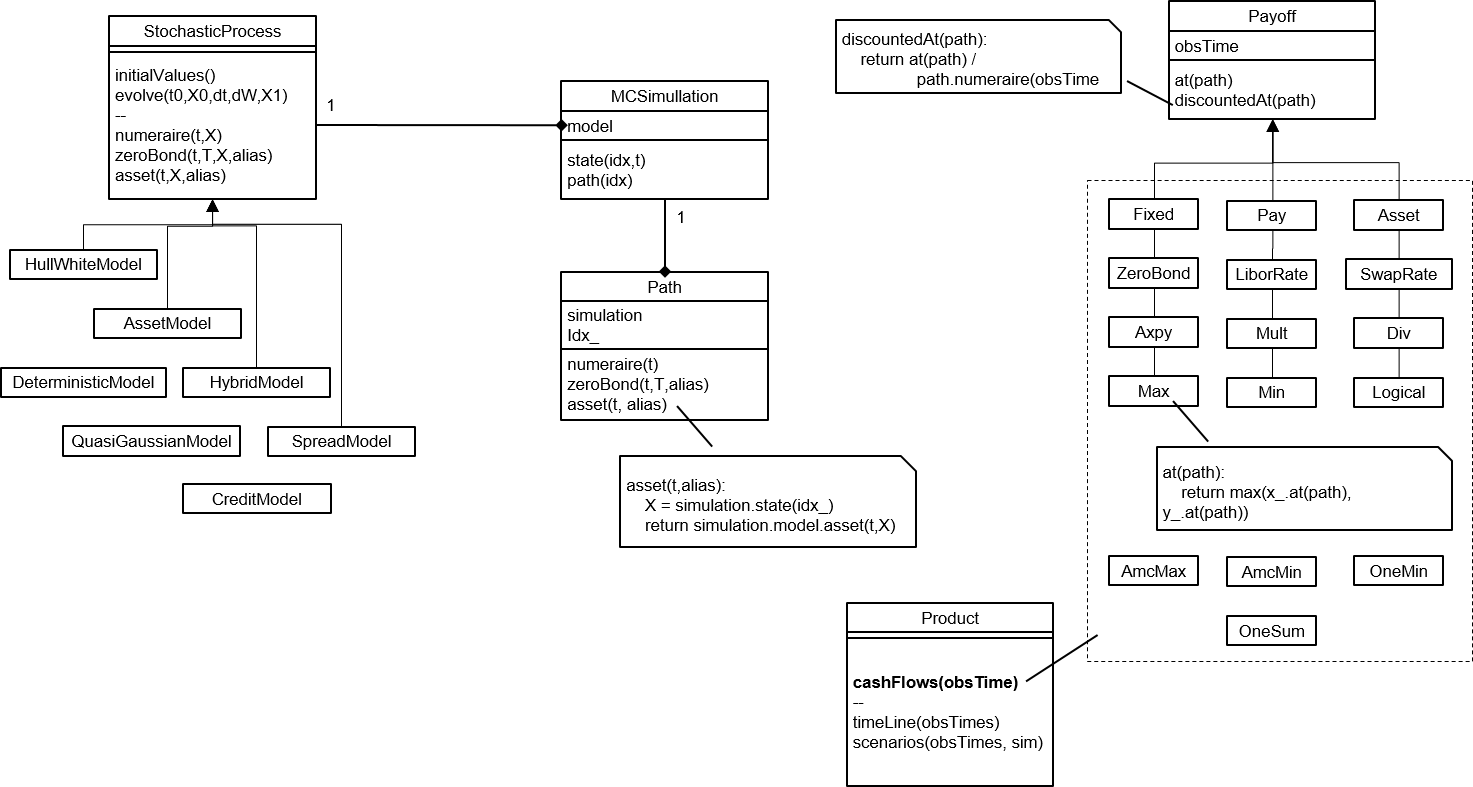 StochasticProcess
initialValues()
evolve(t0,X0,dt,dW,X1)
--
numeraire(t,X)
zeroBond(t,T,X,alias)
asset(t,X,alias)
1
MCSimullation
model
state(idx,t)
path(idx)
1
HullWhiteModel
AssetModel
DeterministicModel
HybridModel
QuasiGaussianModel
SpreadModel
CreditModel
Path
simulation
Idx_
numeraire(t)
zeroBond(t,T,alias)
asset(t, alias)
asset(t,alias):
X = simulation.state(idx_)
return simulation.model.asset(t,X)
discountedAt(path):
return at(path) /
path.numeraire(obsTime
Payoff
obsTime
at(path)
discountedAt(path)
Fixed
Pay
Asset
ZeroBond
LiborRate
SwapRate
Axpy
Mult
Div
Max
Min
Logical
at(path):
return max(x_.at(path),
y_.at(path))
AmcMax
AmcMin
OneMin
OneSum
Product
cashFlows(obsTime)
--
timeLine(obsTimes)
scenarios(obsTimes, sim)